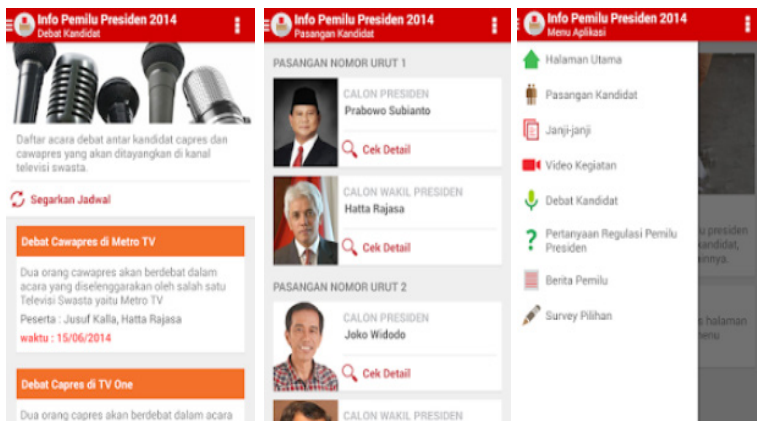 Info Pemilu Presiden 2014
Debat Kandidat
Daftar acara debat antar kandidat capres dan
cawapres yang akan ditayangkan di kanal
televisi swasta.
Segarkan Jadwal
Debat Cawapres di Metro TV
Dua orang cawapres akan berdebat dalam
acara yang diselenggarakan oleh salah satu
Televisi Swasta yaitu Metro TV
Peserta : Jusuf Kalla, Hatta Rajasa
waktu : 15/06/2014
Debat Capres di TV One
Dua orang capres akan berdebat dalam acara
Info Pemilu Presiden 2014
Pasangan Kandidat
PASANGAN NOMOR URUT 1
CALON PRESIDEN
Prabowo Subianto
Cek Detail
CALON WAKIL PRESIDEN
Hatta Rajasa
Cek Detail
PASANGAN NOMOR URUT 2
CALON PRESIDEN
Joko Widodo
Cek Detail
CALON WAKIL PRESIDEN
Info Pemilu Presiden 2014
Menu Aplikasi
Halaman Utama
Pasangan Kandidat
Janji-janji
Video Kegiatan
Debat Kandidat
Pertanyaan Regulasi Pemilu
Presiden
Berita Pemilu
Survey Pilihan
presiden
kandidat,
ainnya.
halaman
menu